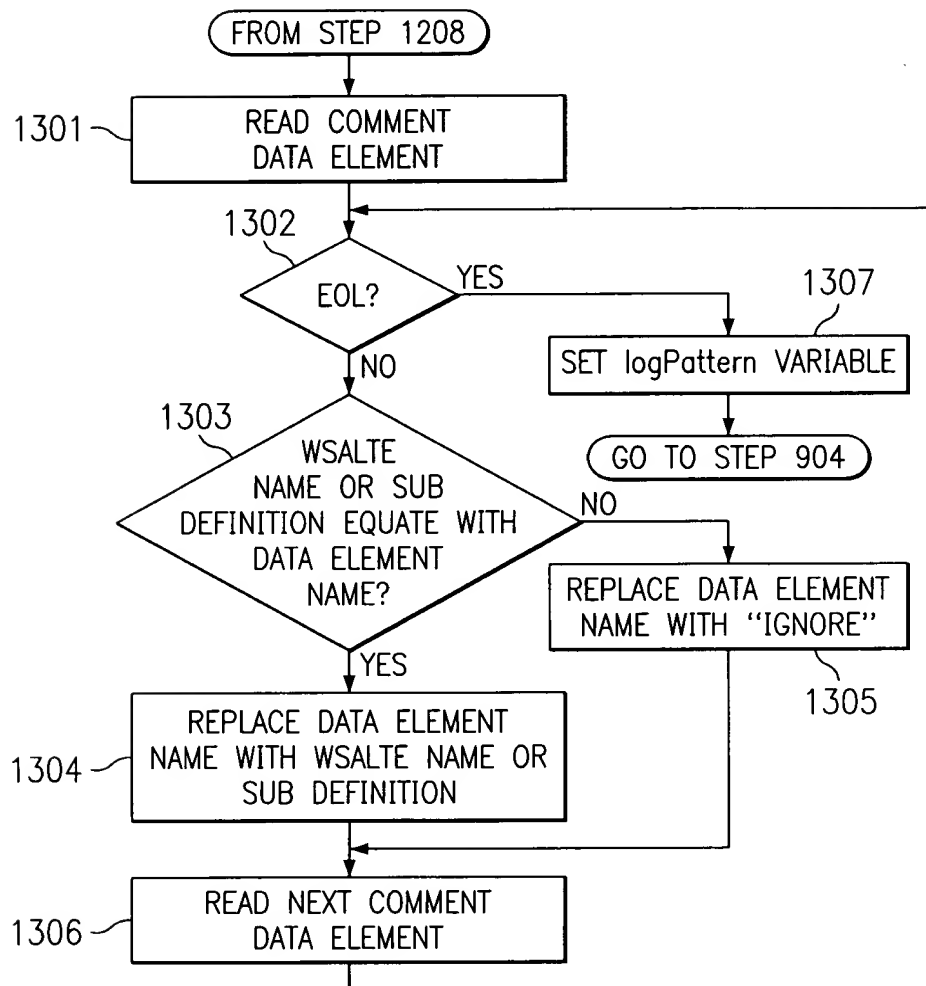 FROM STEP 1208
1301
READ COMMENT
DATA ELEMENT
1302
EOL?
YES
1307
SET logPattern VARIABLE
GO TO STEP 904
NO
1303
WSALTE
NAME OR SUB
DEFINITION EQUATE WITH
DATA ELEMENT
NAME?
NO
REPLACE DATA ELEMENT
NAME WITH “IGNORE”
1305
YES
1304
REPLACE DATA ELEMENT
NAME WITH WSALTE NAME OR
SUB DEFINITION
1306
READ NEXT COMMENT
DATA ELEMENT